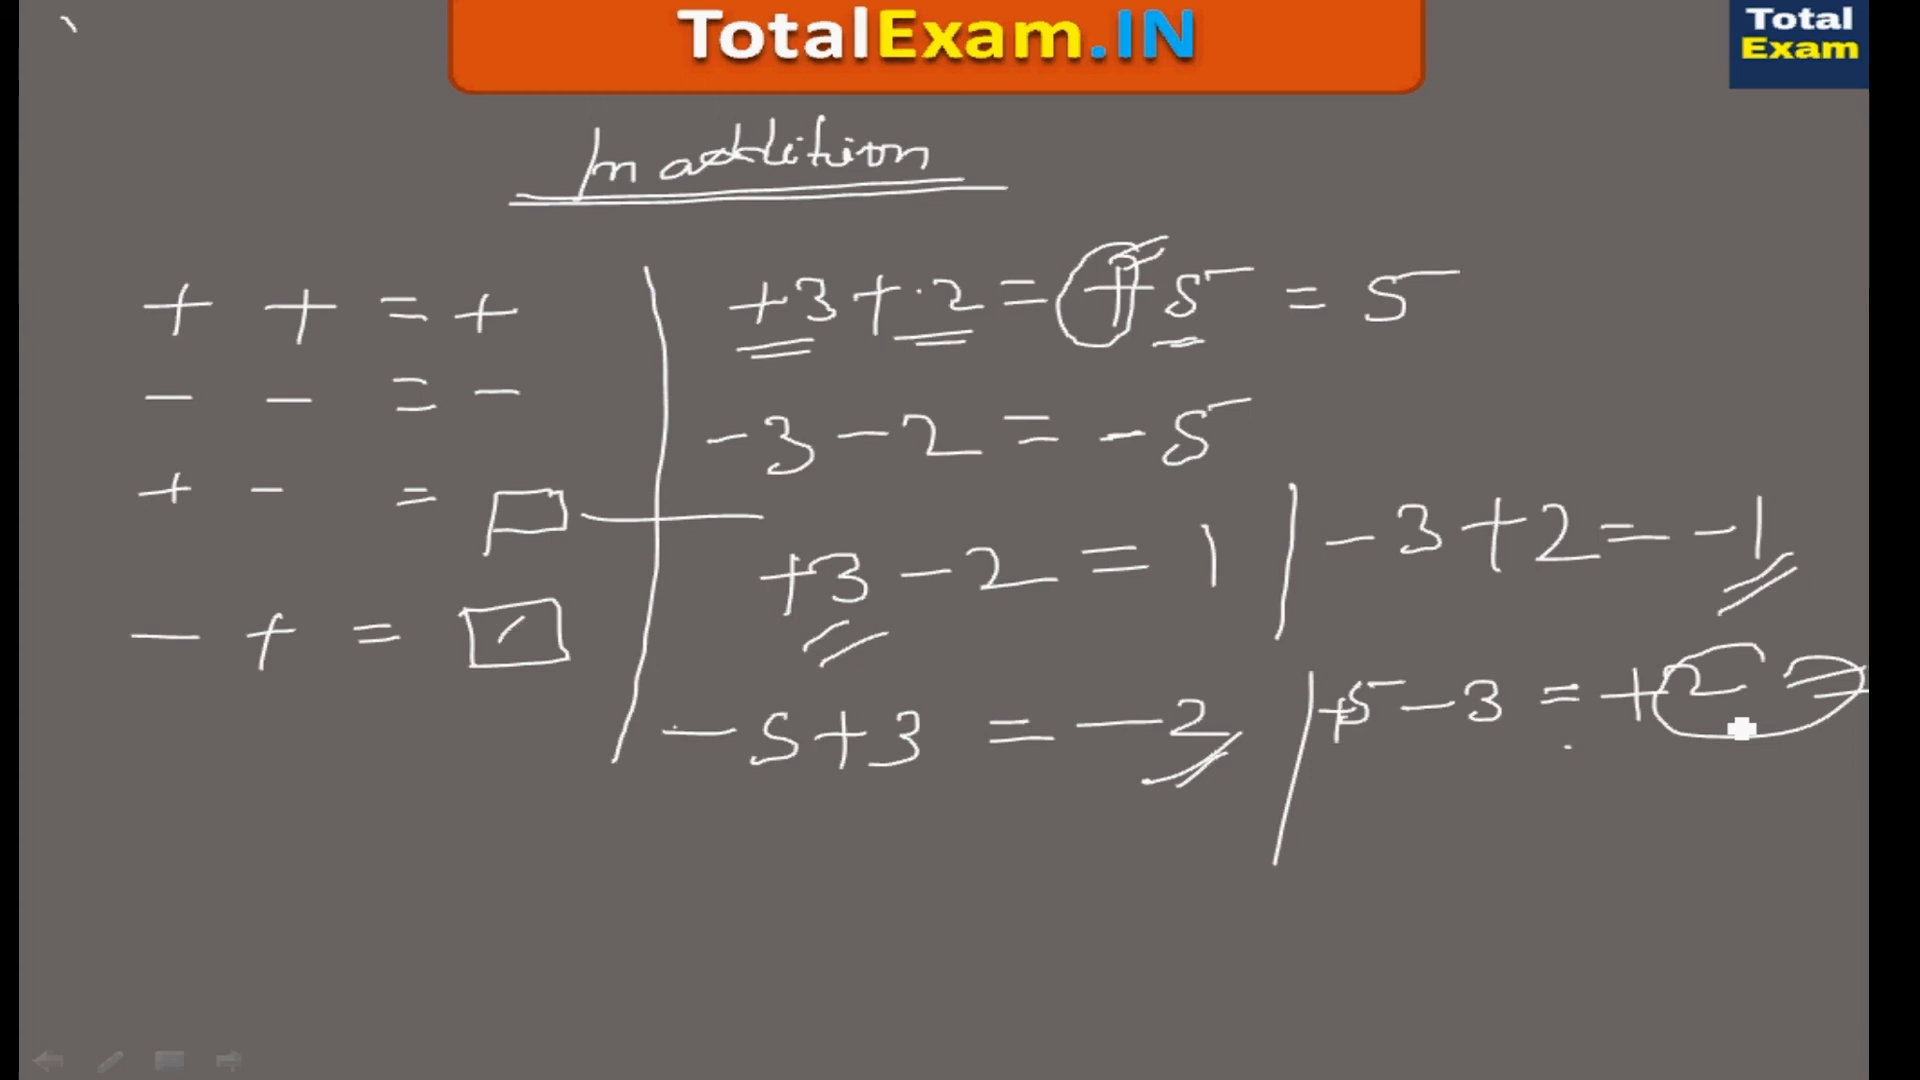 TotalExam.IN
Total
Exam
In addition
+ + = +
- - = -
+ - =
- + =
+3+2 = +5 = 5
-3-2 = -5
+3-2 = 1
-3+2 = -1
-5+3 = -2
+5-3 = +2 =